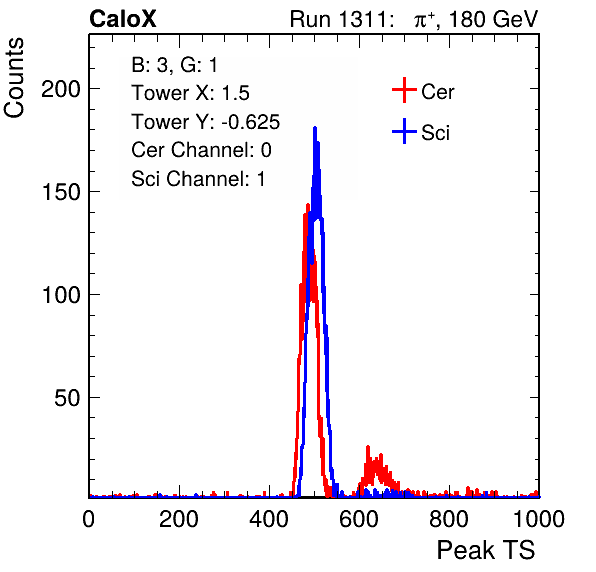 CaloX Run 1311: π⁺, 180 GeV
Counts
B: 3, G: 1
Tower X: 1.5
Tower Y: -0.625
Cer Channel: 0
Sci Channel: 1
Cer
Sci
200
150
100
50
0 200 400 600 800 1000
Peak TS